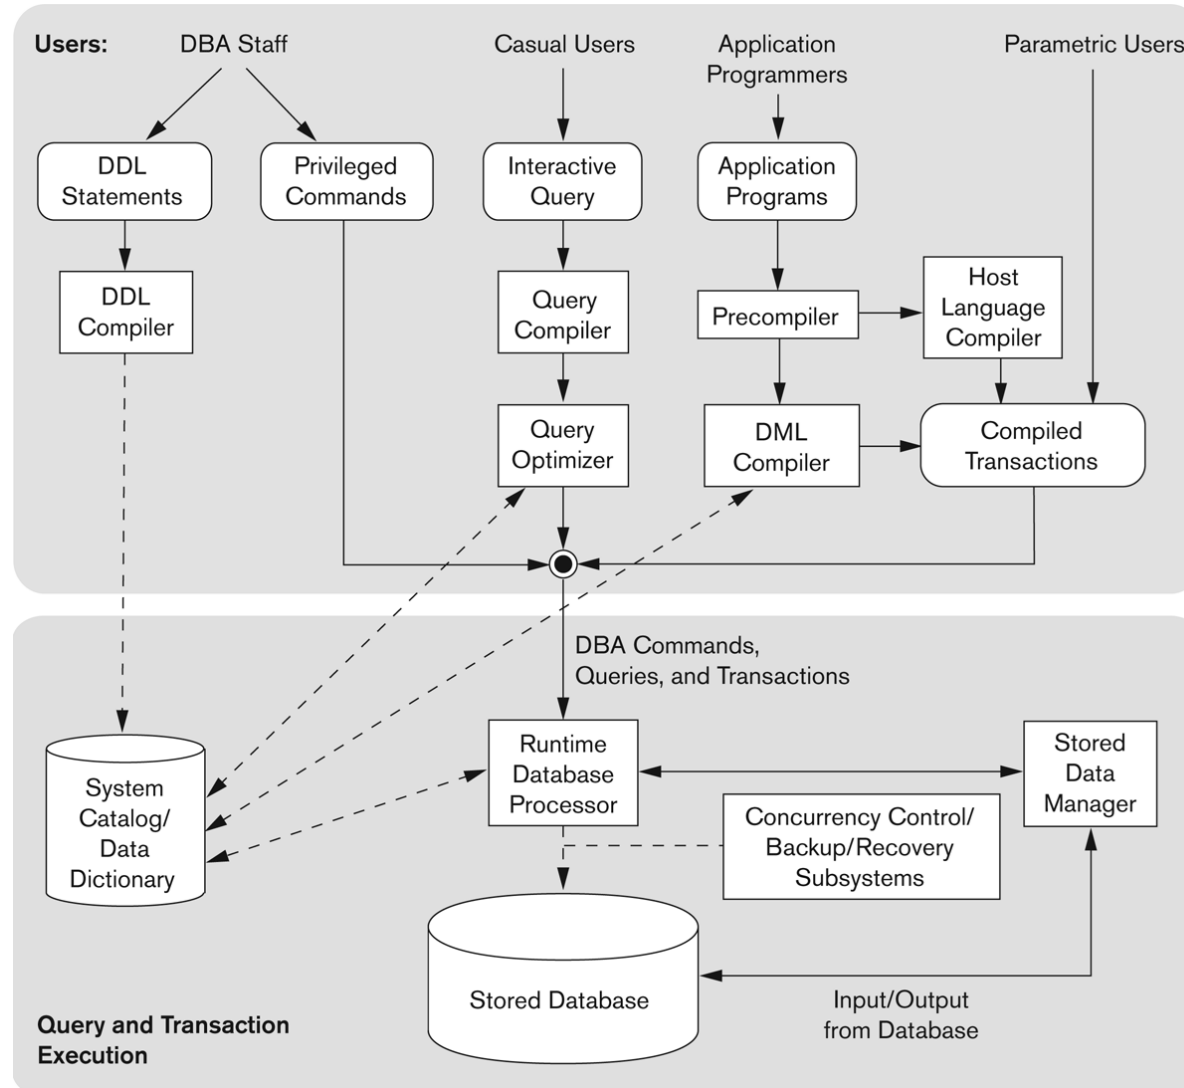 Users:
DBA Staff
Casual Users
Application
Programmers
Parametric Users
DDL
Statements
Privileged
Commands
Interactive
Query
Application
Programs
DDL
Compiler
Query
Compiler
Precompiler
Host
Language
Compiler
Query
Optimizer
DML
Compiler
Compiled
Transactions
DBA Commands,
Queries, and Transactions
System
Catalog/
Data
Dictionary
Runtime
Database
Processor
Stored
Data
Manager
Concurrency Control/
Backup/Recovery
Subsystems
Stored Database
Input/Output
from Database
Query and Transaction
Execution